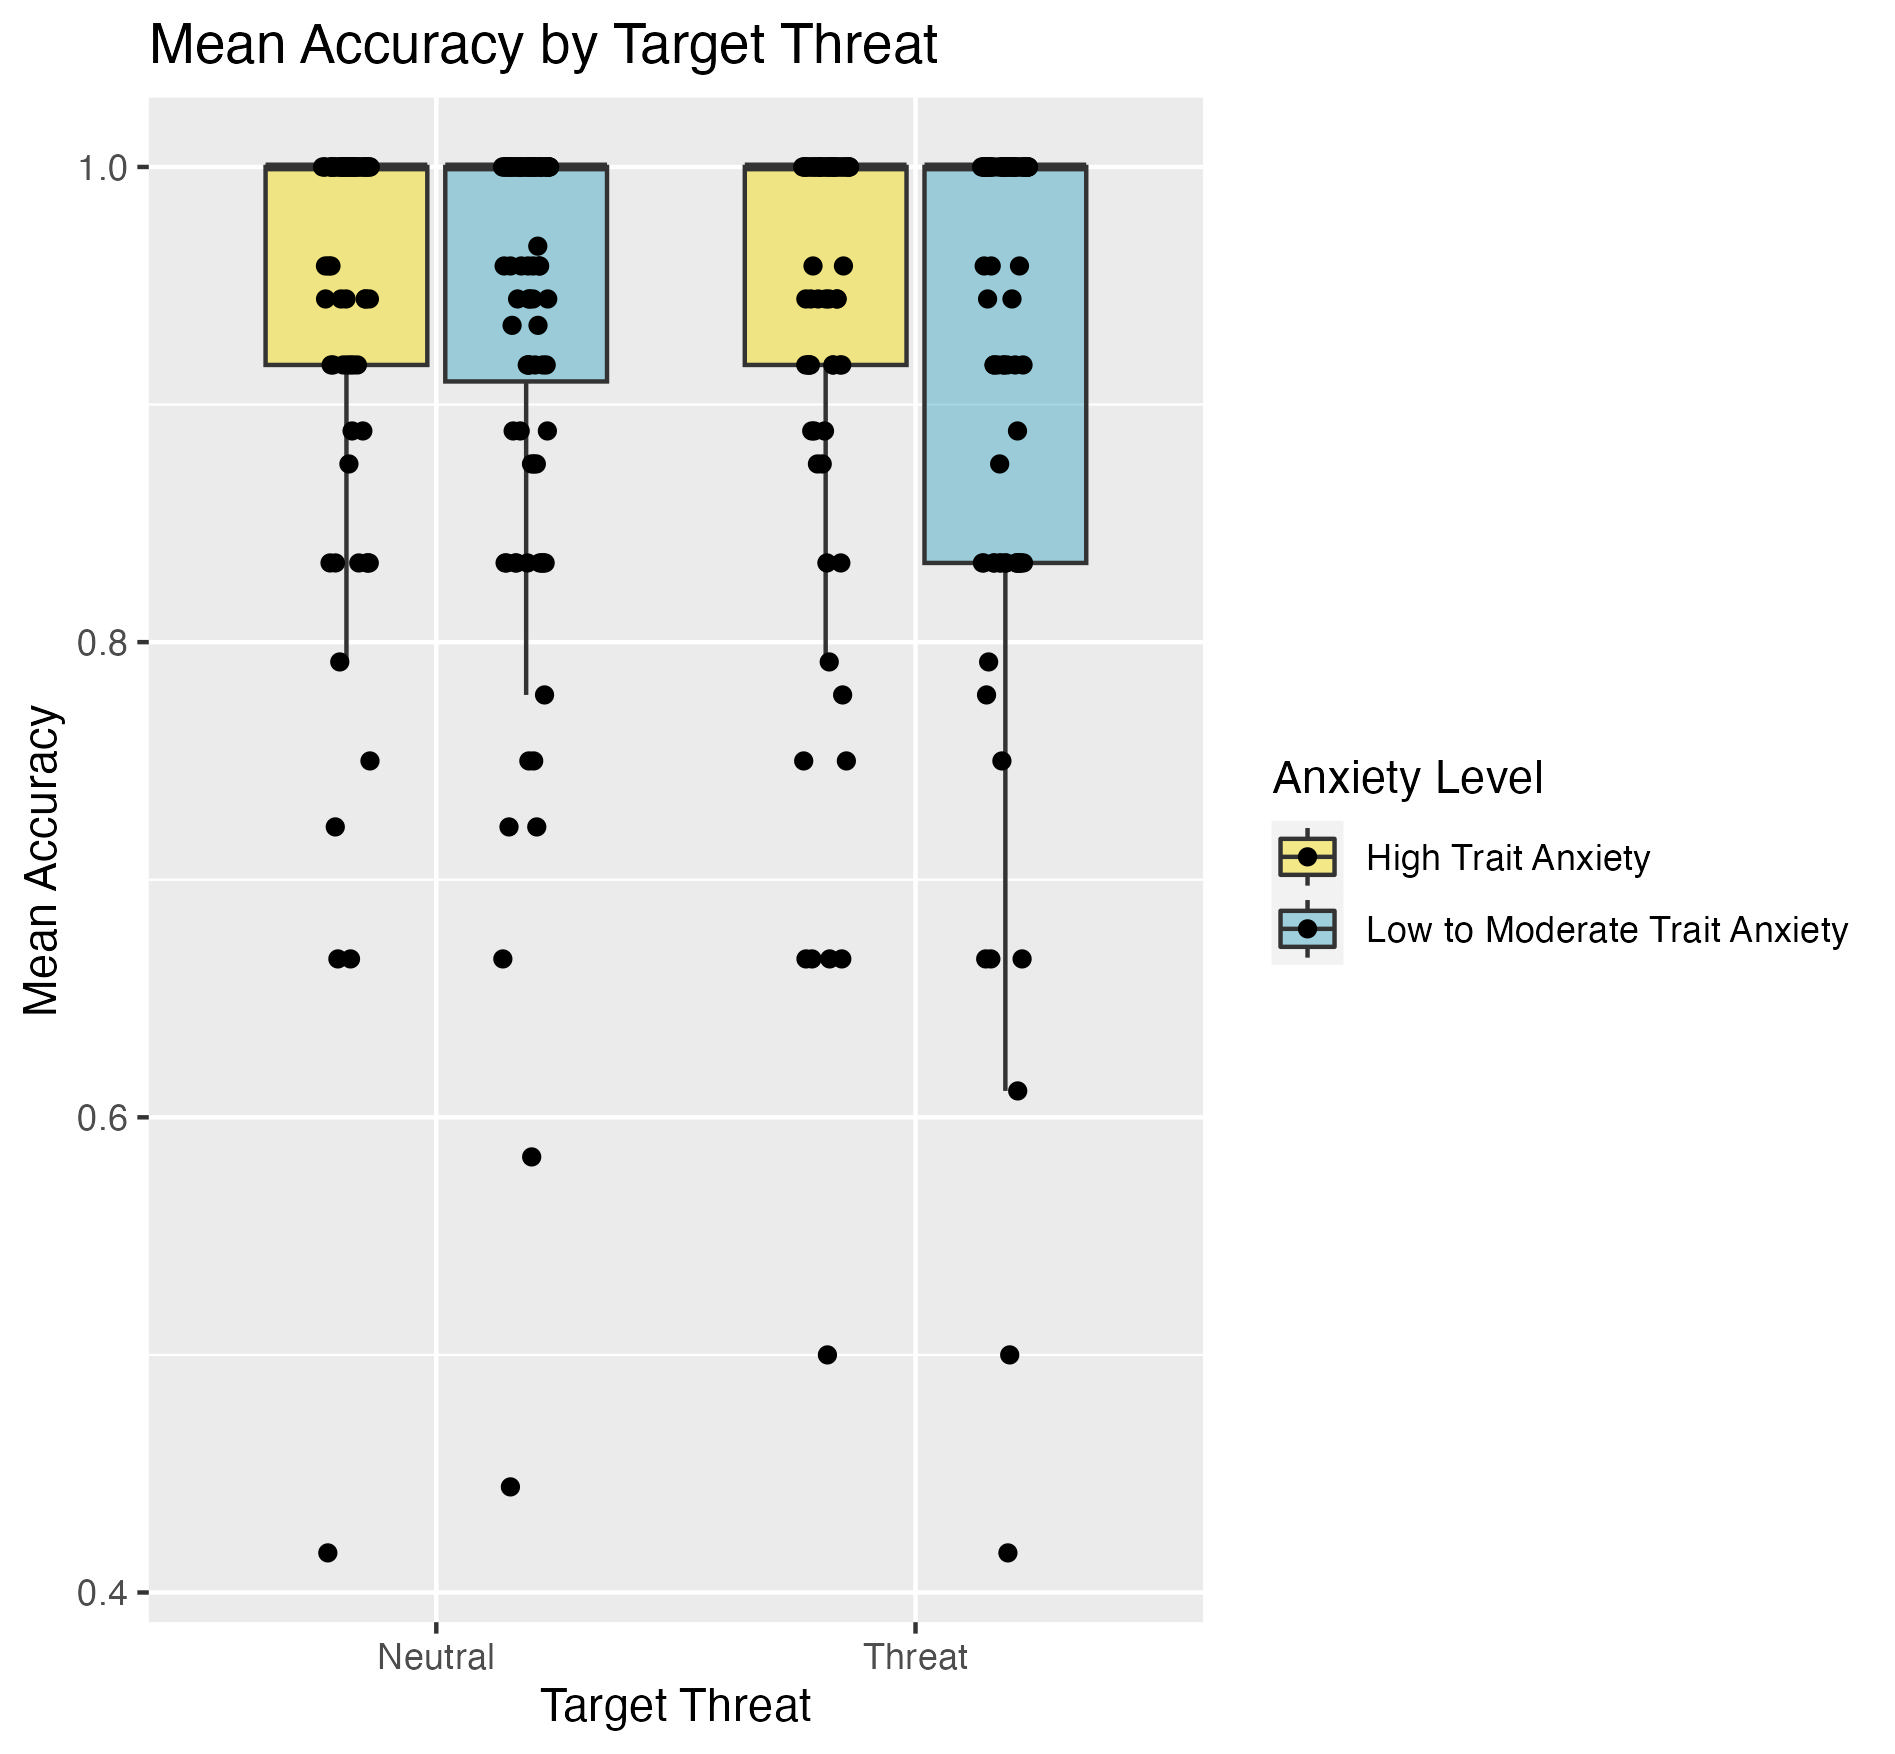 Mean Accuracy by Target Threat
1.0
0.8
0.6
0.4
Mean Accuracy
Neutral
Threat
Target Threat
Anxiety Level
High Trait Anxiety
Low to Moderate Trait Anxiety